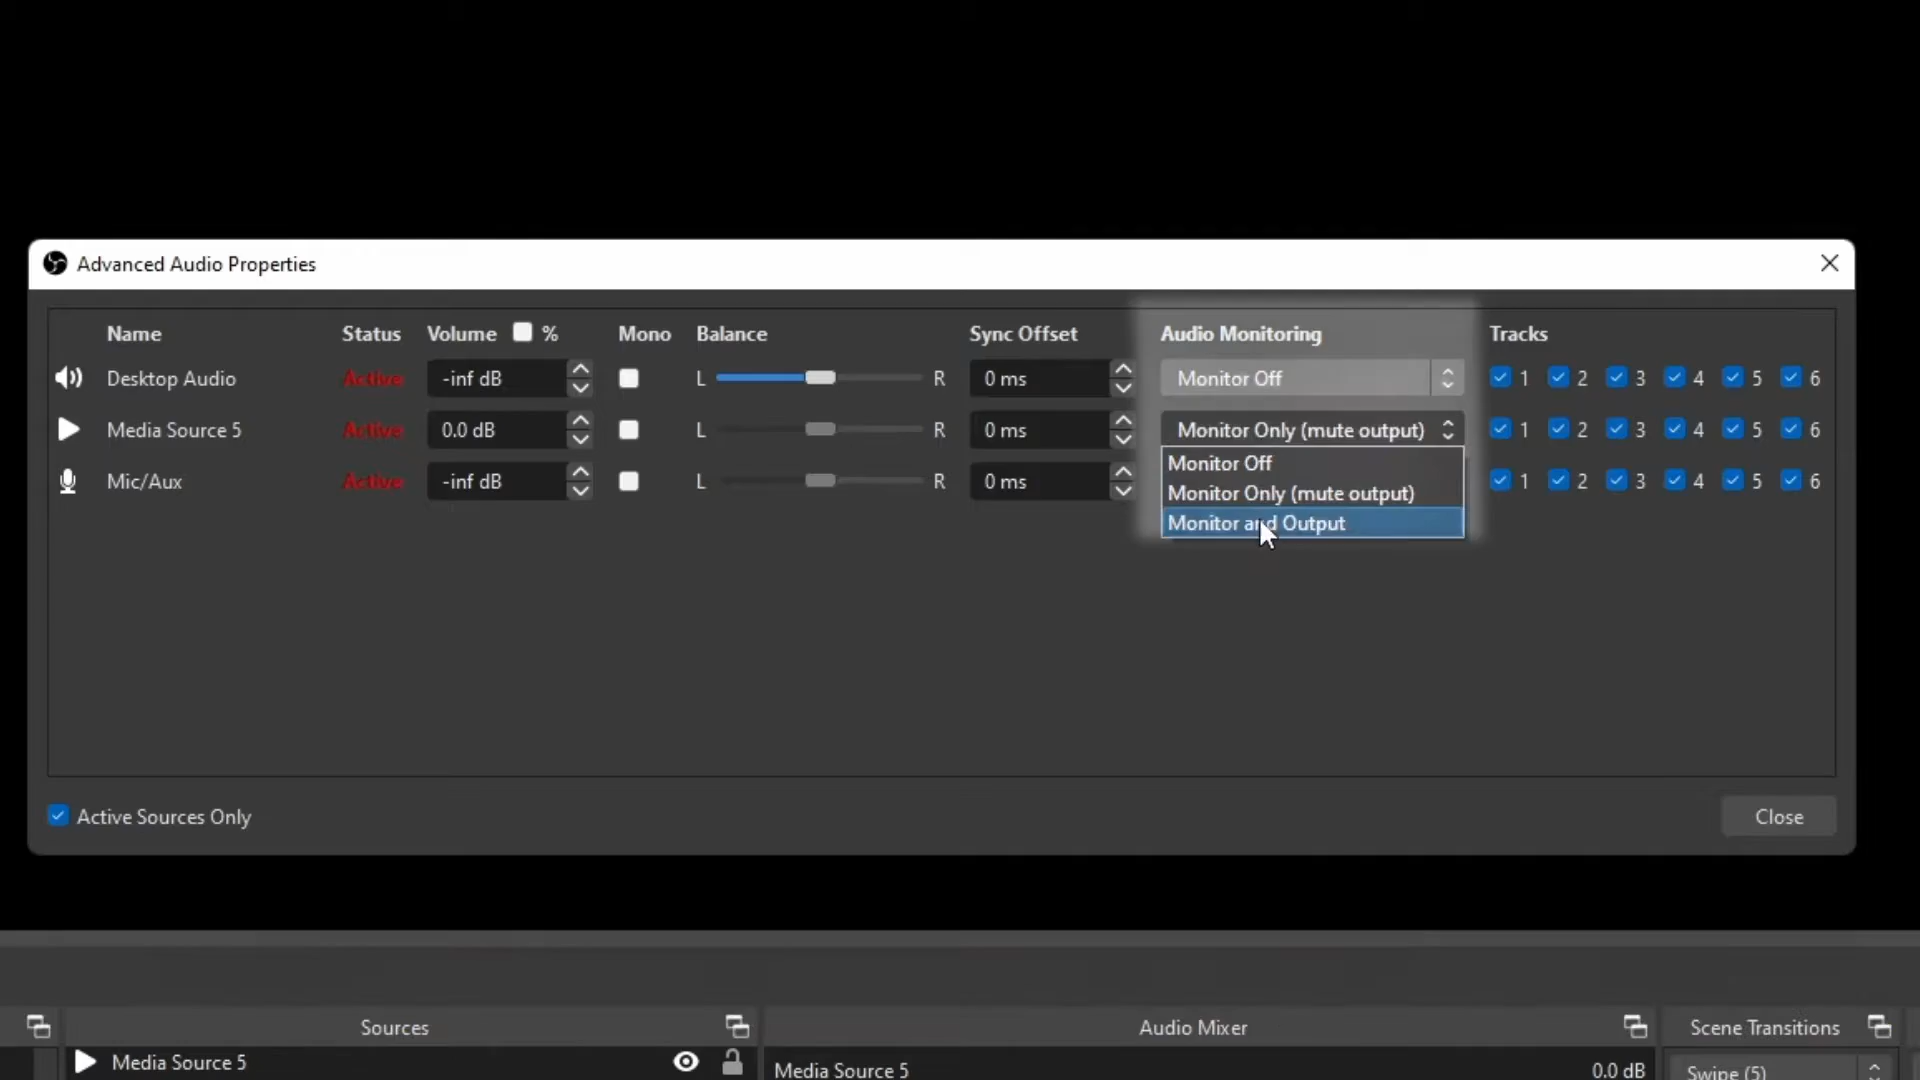 Advanced Audio Properties
Name Status Volume % Mono Balance Sync Offset Audio Monitoring Tracks
Desktop Audio Active -inf dB L R 0 ms Monitor Off 1 2 3 4 5 6
Media Source 5 Active 0.0 dB L R 0 ms Monitor Only (mute output) 1 2 3 4 5 6
Monitor Off
Mic/Aux Active -inf dB L R 0 ms Monitor Only (mute output) 1 2 3 4 5 6
Monitor and Output
Active Sources Only Close
Sources Audio Mixer Scene Transitions
Media Source 5 Media Source 5 0.0 dB Swipe (5)